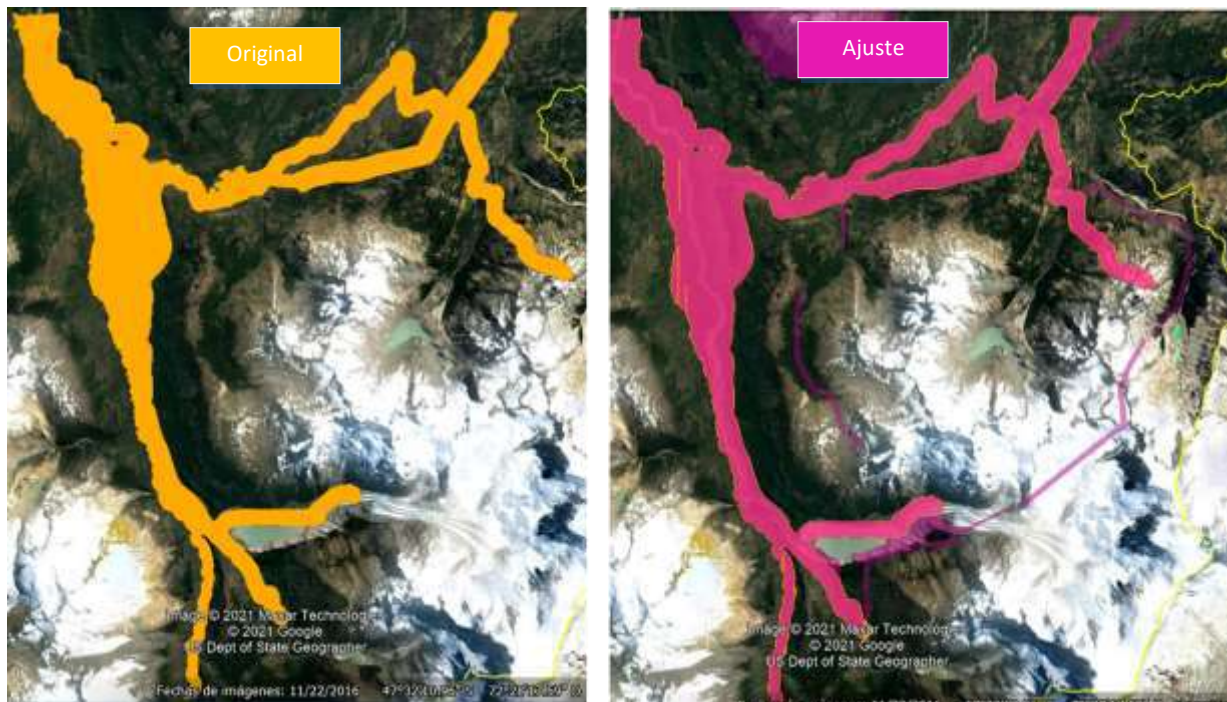 Original
Ajuste
Image © 2021 Maxar Technologies
© 2021 Google
US Dept of State Geographer
Fechas de imágenes: 11/22/2016
Image © 2021 Maxar Technologies
© 2021 Google
US Dept of State Geographer